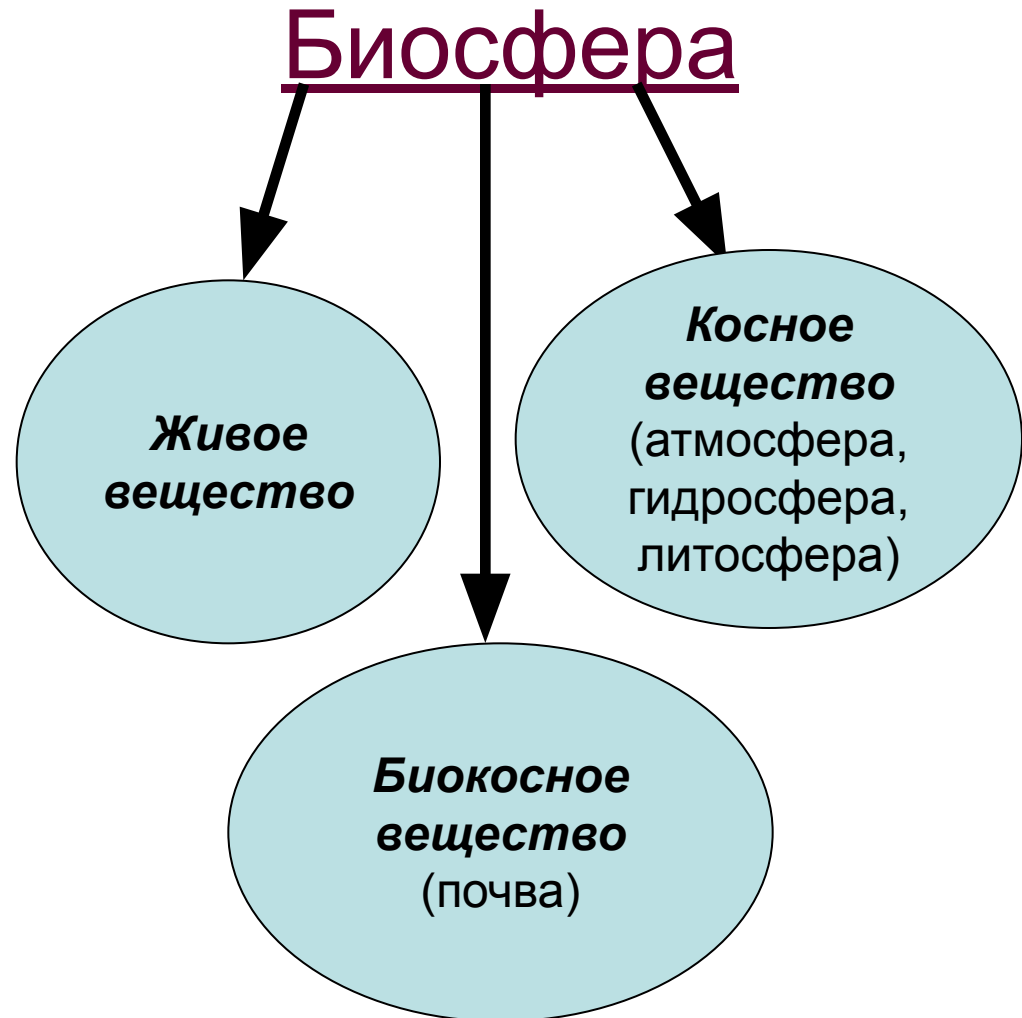 Биосфера
Живое
вещество
Косное
вещество
(атмосфера,
гидросфера,
литосфера)
Биокосное
вещество
(почва)